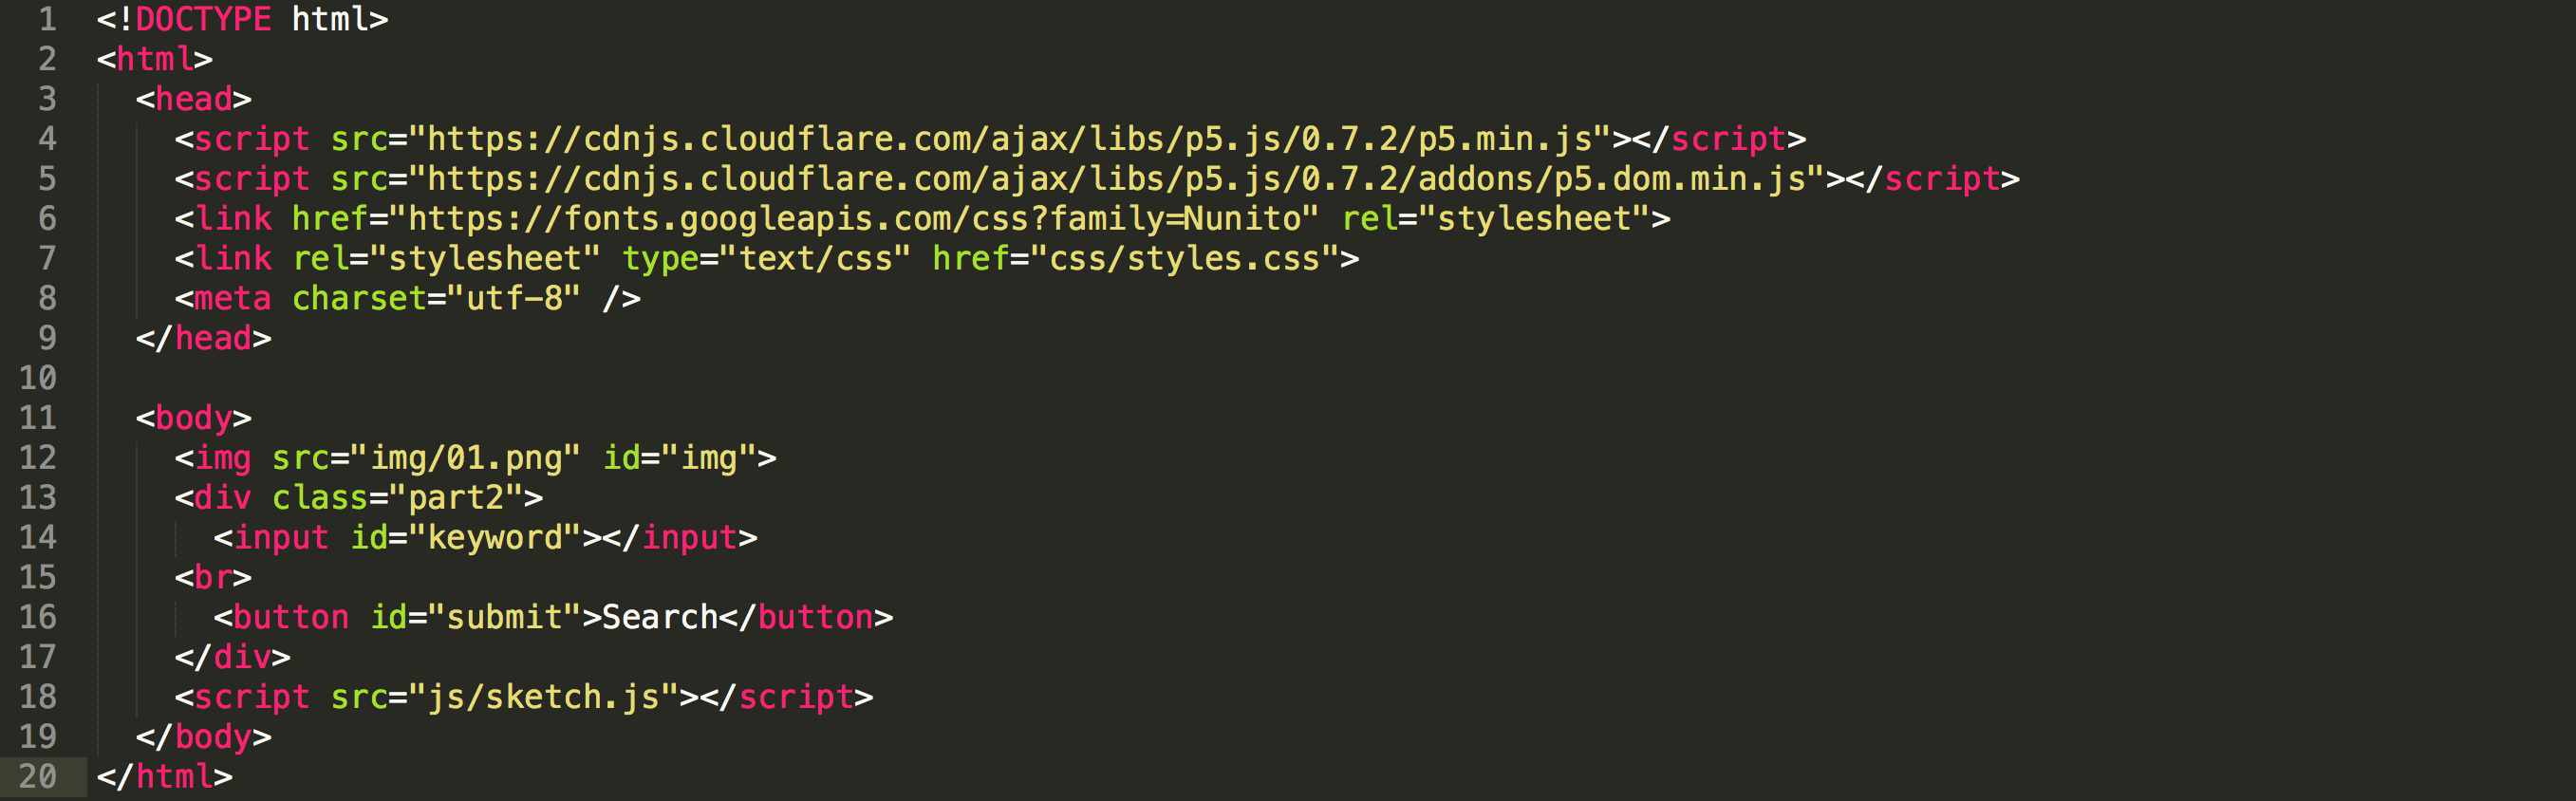 1 <!DOCTYPE html>
2 <html>
3   <head>
4     <script src="https://cdnjs.cloudflare.com/ajax/libs/p5.js/0.7.2/p5.min.js"></script>
5     <script src="https://cdnjs.cloudflare.com/ajax/libs/p5.js/0.7.2/addons/p5.dom.min.js"></script>
6     <link href="https://fonts.googleapis.com/css?family=Nunito" rel="stylesheet">
7     <link rel="stylesheet" type="text/css" href="css/styles.css">
8     <meta charset="utf-8" />
9   </head>
10
11   <body>
12     <img src="img/01.png" id="img">
13     <div class="part2">
14       <input id="keyword"></input>
15     <br>
16       <button id="submit">Search</button>
17     </div>
18     <script src="js/sketch.js"></script>
19   </body>
20 </html>